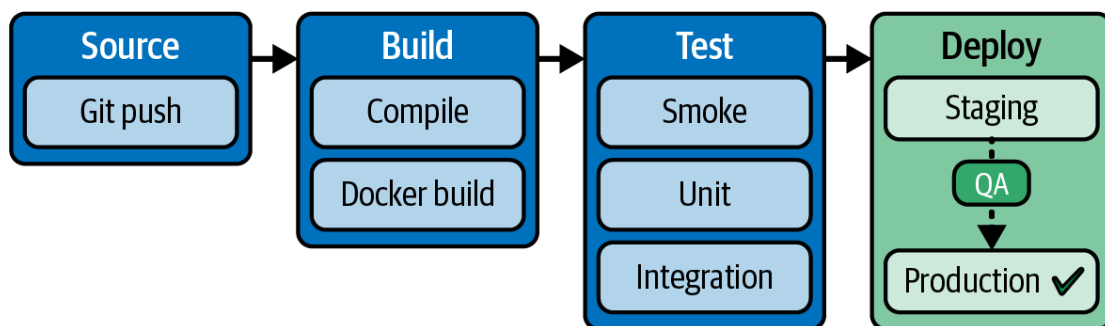 Source
Git push
Build
Compile
Docker build
Test
Smoke
Unit
Integration
Deploy
Staging
QA
Production